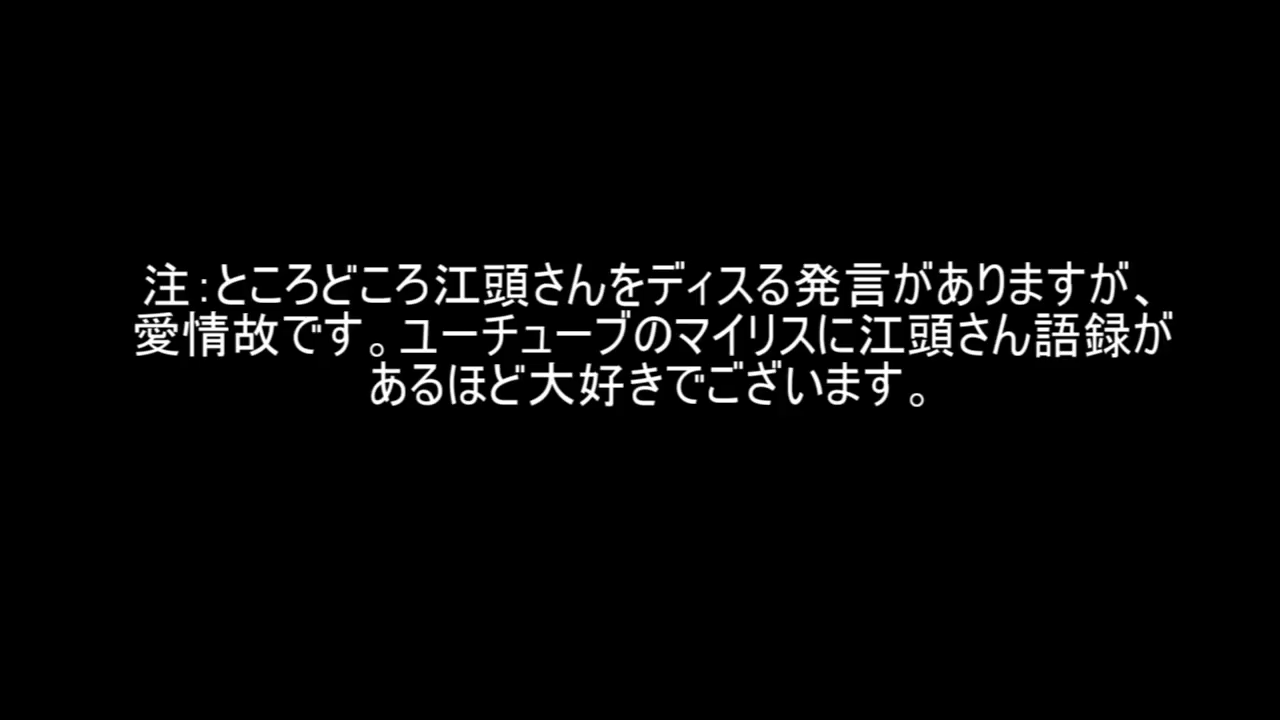 注:ところどころ江頭さんをディスる発言がありますが、
愛情故です。ユーチューブのマイリスに江頭さん語録が
あるほど大好きでございます。